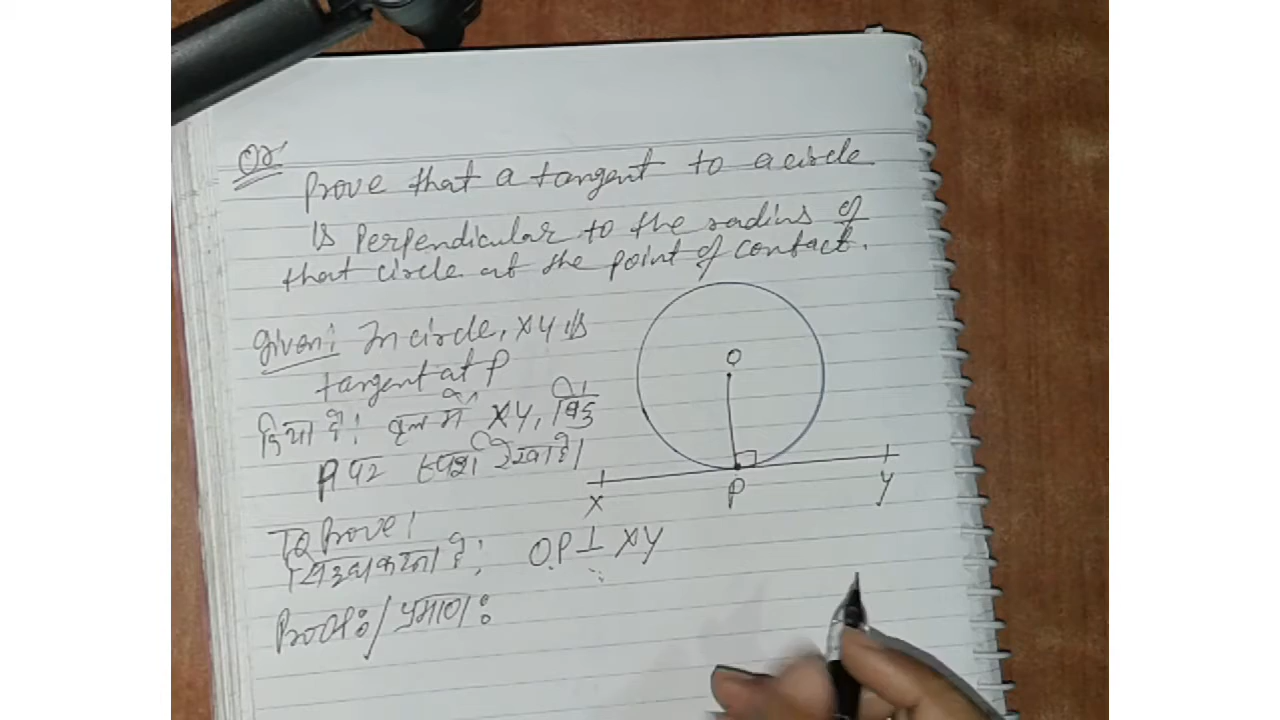 Or
Prove that a tangent to a circle
is perpendicular to the radius of
that circle at the point of contact.
Given: In circle, XY is
tangent at P
दिया है: वृत्त में XY, बिंदु
P पर स्पर्श रेखा है।
To Prove:
सिद्ध करना है: OP ⊥ XY
Proof:/प्रमाण:
O
X
P
Y